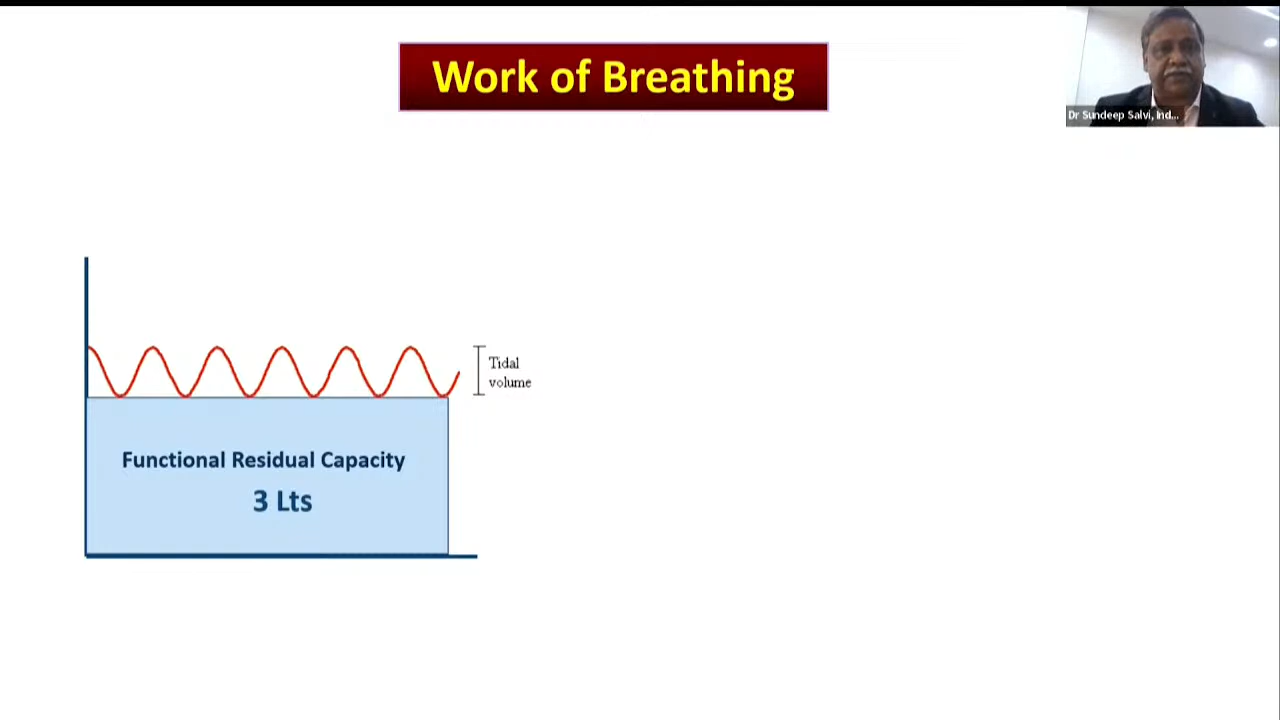 Work of Breathing
Dr Sundeep Salvi, Ind...
Tidal
volume
Functional Residual Capacity
3 Lts